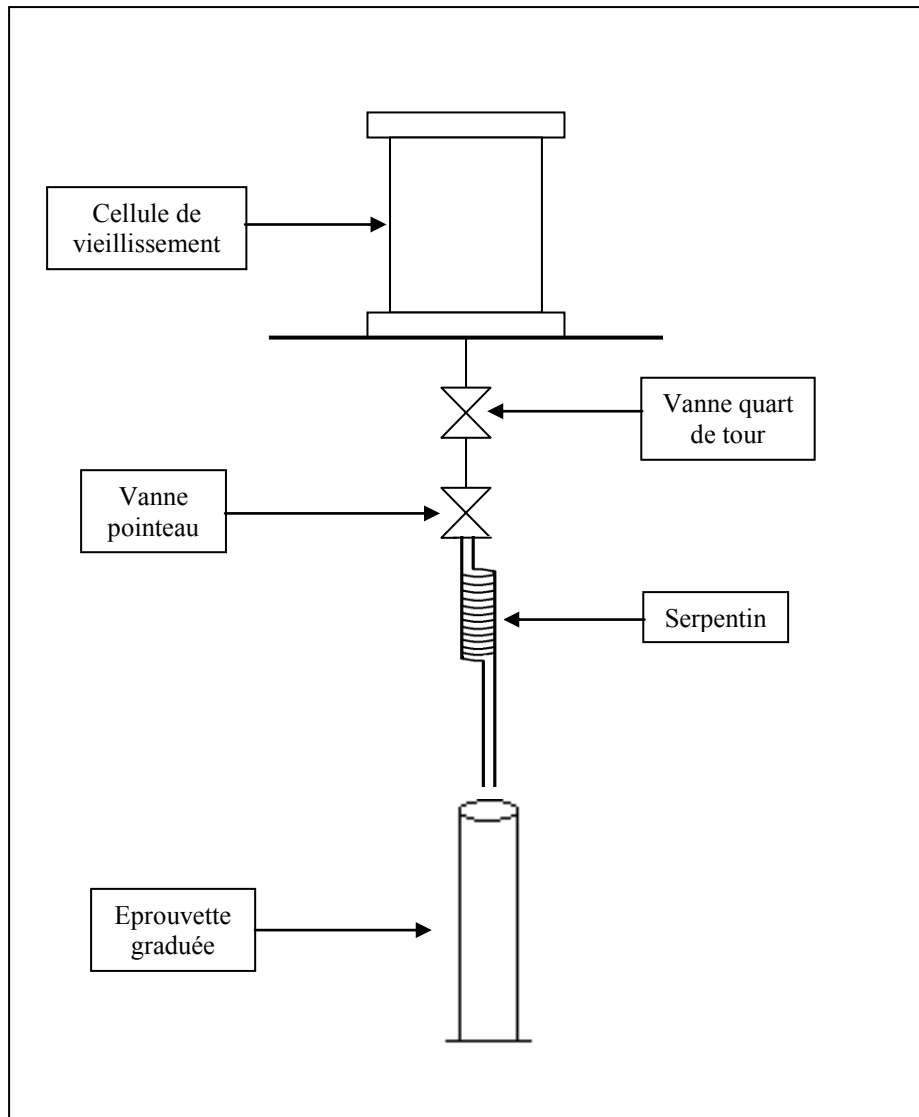 Cellule de
vieillissement
Vanne quart
de tour
Vanne
pointeau
Serpentin
Eprouvette
graduée